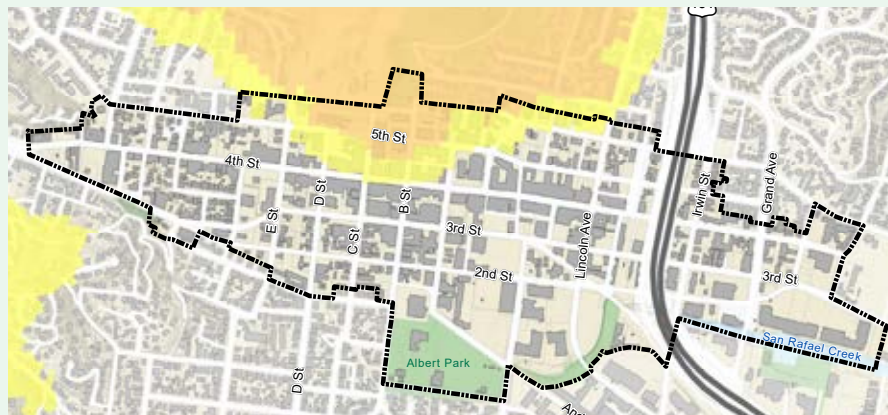 5th St
4th St
Irwin St
Grand Ave
D St
B St
E St
C St
3rd St
Lincoln Ave
2nd St
3rd St
San Rafael Creek
Albert Park
D St